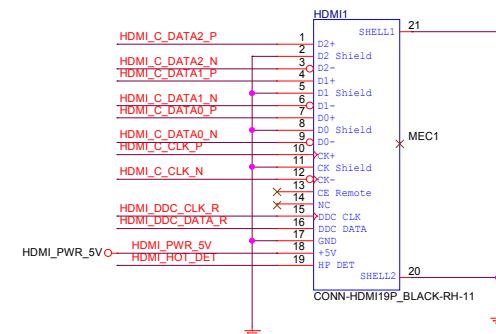 HDMI1
HDMI_C_DATA2_P 1 D2+ SHELL1 21
2 D2 Shield
HDMI_C_DATA2_N 3 D2-
HDMI_C_DATA1_P 4 D1+
5 D1 Shield
HDMI_C_DATA1_N 6 D1-
HDMI_C_DATA0_P 7 D0+
8 D0 Shield
HDMI_C_DATA0_N 9 D0- MEC1
HDMI_C_CLK_P 10 CK+
11 CK Shield
HDMI_C_CLK_N 12 CK-
13 CE Remote
14 NC
HDMI_DDC_CLK_R 15 DDC CLK
HDMI_DDC_DATA_R 16 DDC DATA
17 GND
HDMI_PWR_5V HDMI_PWR_5V 18 +5V
HDMI_HOT_DET 19 HP DET
SHELL2 20
CONN-HDMI19P_BLACK-RH-11